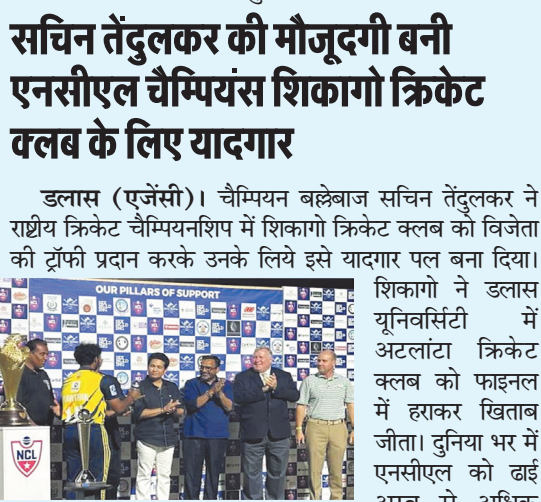 सचिन तेंदुलकर की मौजूदगी बनी
एनसीएल चैम्पियंस शिकागो क्रिकेट
क्लब के लिए यादगार
डलास (एजेंसी)। चैम्पियन बल्लेबाज सचिन तेंदुलकर ने
राष्ट्रीय क्रिकेट चैम्पियनशिप में शिकागो क्रिकेट क्लब को विजेता
की ट्रॉफी प्रदान करके उनके लिये इसे यादगार पल बना दिया।
शिकागो ने डलास
यूनिवर्सिटी में
अटलांटा क्रिकेट
क्लब को फाइनल
में हराकर खिताब
जीता। दुनिया भर में
एनसीएल को ढाई
OUR PILLARS OF SUPPORT
NCL